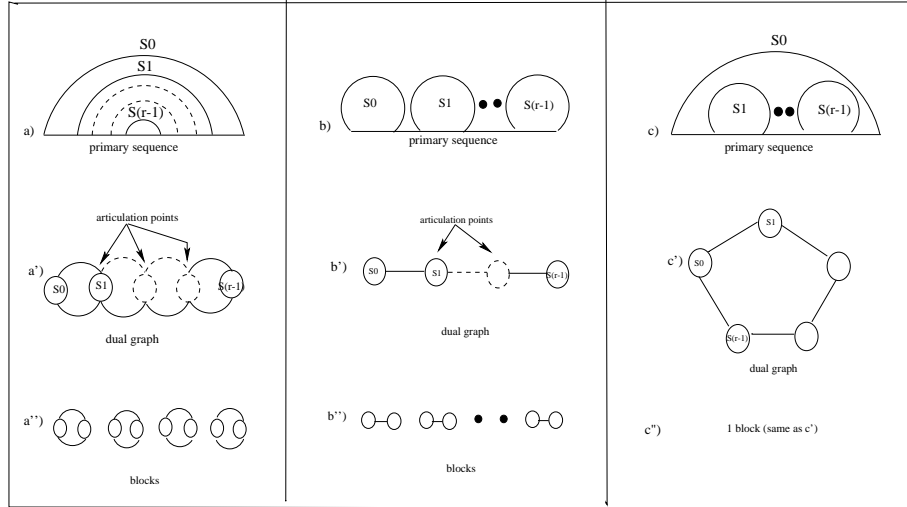 S0
S1
S(r-1)
a)
primary sequence
articulation points
a')
S0
S1
S(r-1)
dual graph
a'')
blocks
S0
S1
S(r-1)
b)
primary sequence
articulation points
b')
S0
S1
S(r-1)
dual graph
b'')
blocks
S0
S1
S(r-1)
c)
primary sequence
c')
S1
S0
S(r-1)
dual graph
c")
1 block (same as c')